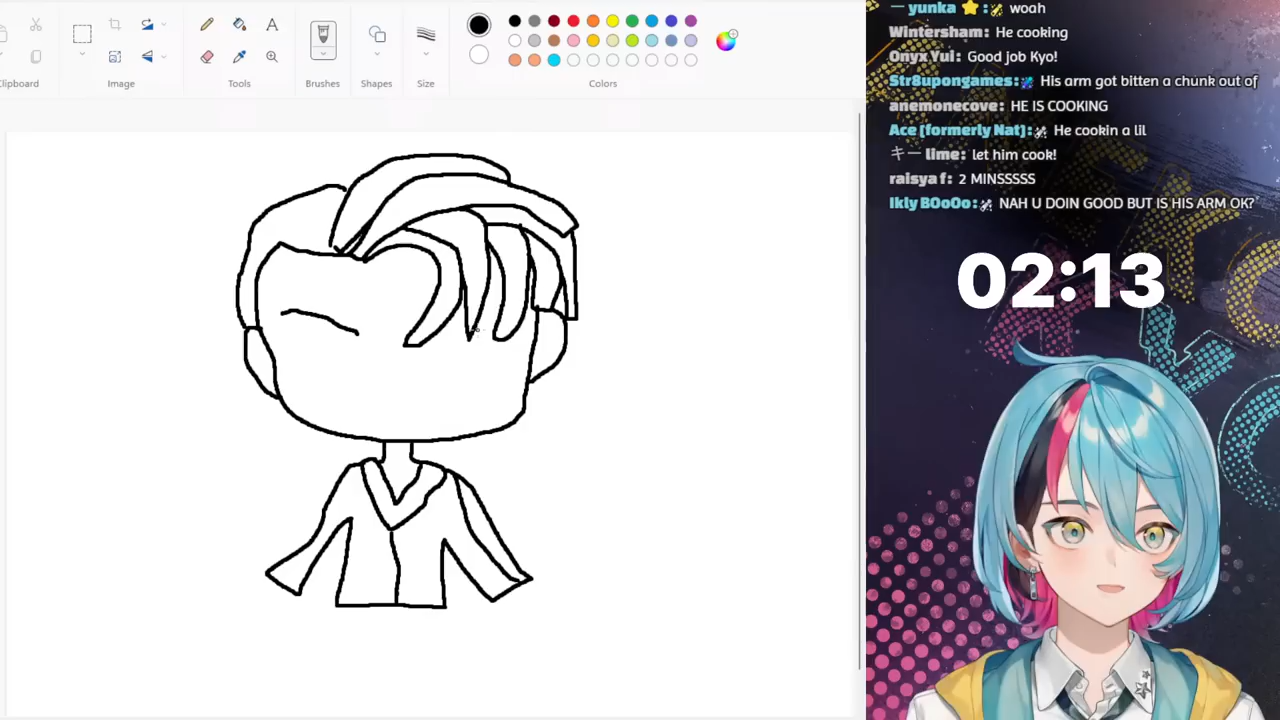 Clipboard
Image
Tools
Brushes
Shapes
Size
Colors
A
ー yunka ⭐ : woah
Wintersham: He cooking
Onyx Yui: Good job Kyo!
Str8upongames: His arm got bitten a chunk out of
anemonecove: HE IS COOKING
Ace [formerly Nat]: He cookin a lil
キー lime: let him cook!
raisya f: 2 MINSSSSS
Ikly BOoOo: NAH U DOIN GOOD BUT IS HIS ARM OK?
02:13